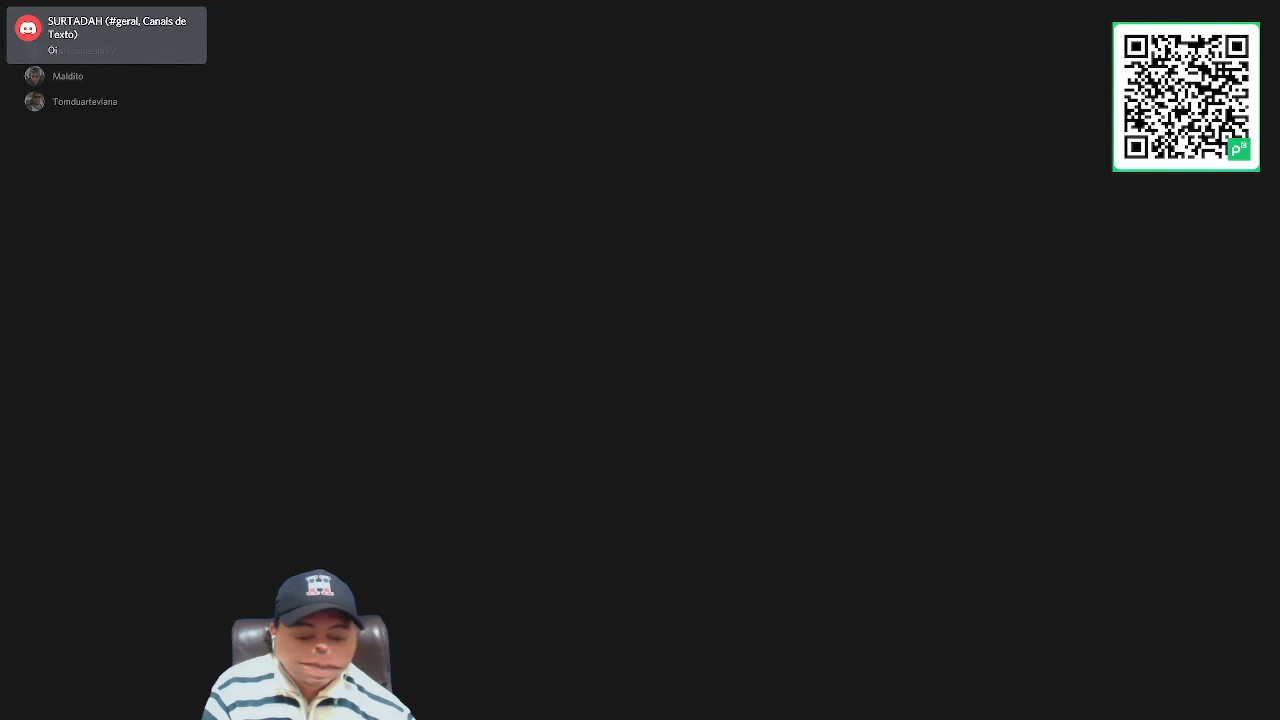 SURTADAH (#geral, Canais de
Texto)
Oi
Maldito
Tomduarteviana
H